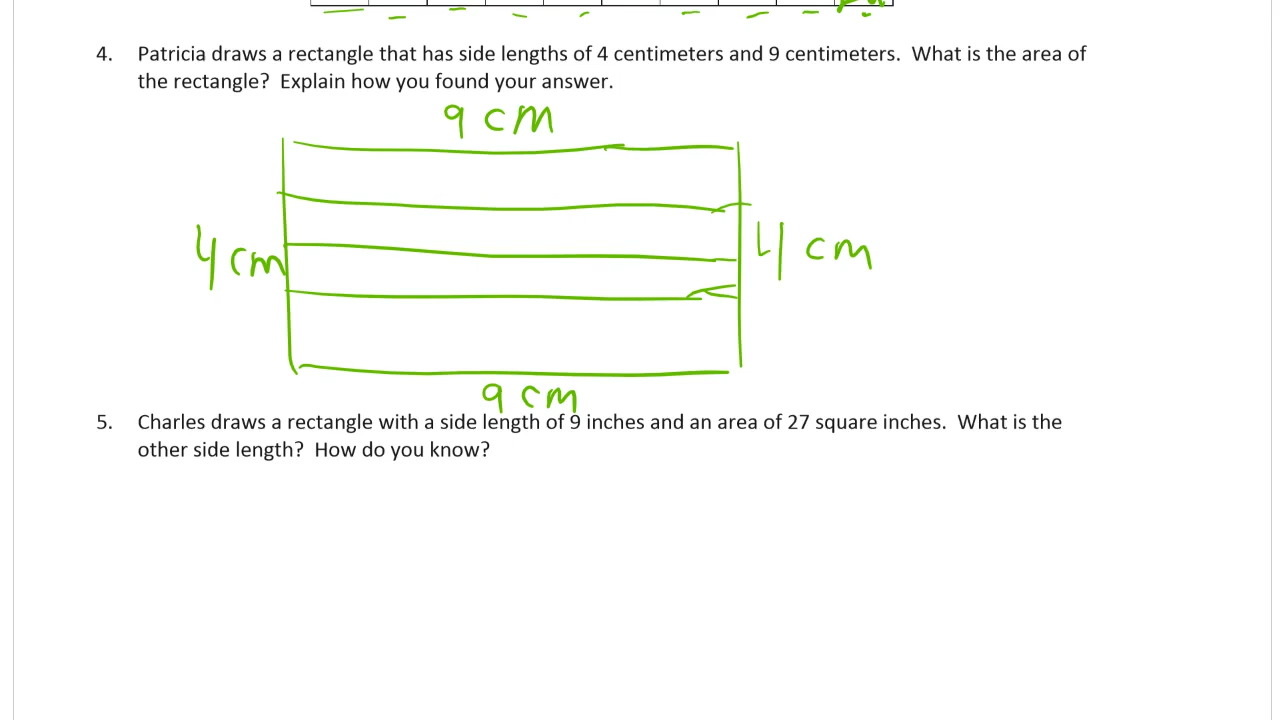 4. Patricia draws a rectangle that has side lengths of 4 centimeters and 9 centimeters. What is the area of
the rectangle? Explain how you found your answer.
9 cm
4 cm
4 cm
9 cm
5. Charles draws a rectangle with a side length of 9 inches and an area of 27 square inches. What is the
other side length? How do you know?